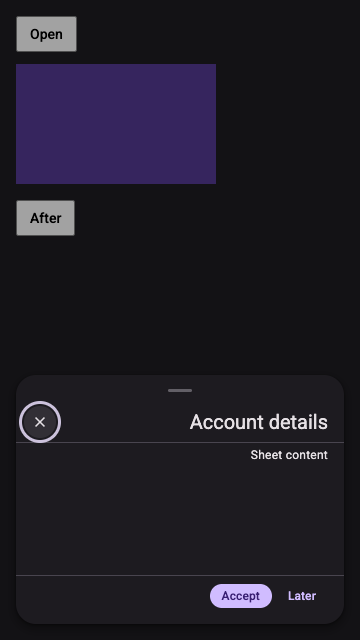 Open
After
Account details
Sheet content
Accept
Later